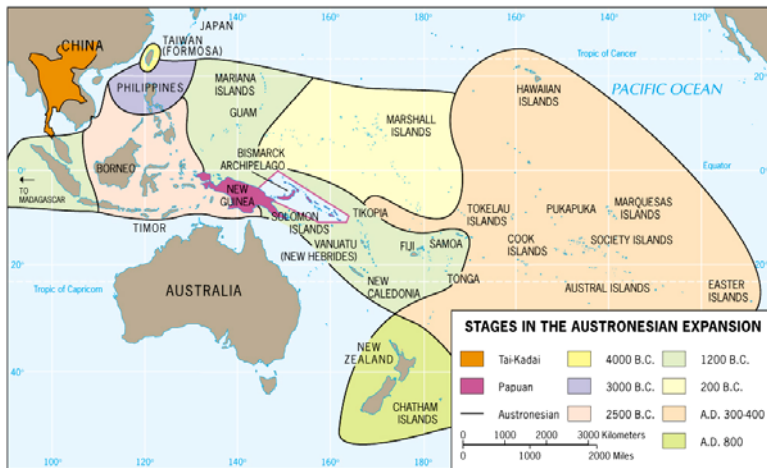 100°
120°
140°
160°
180°
160°
140°
120°
JAPAN
CHINA
TAIWAN
(FORMOSA)
Tropic of Cancer
PHILIPPINES
MARIANA
ISLANDS
HAWAIIAN
ISLANDS
PACIFIC OCEAN
GUAM
MARSHALL
ISLANDS
BISMARCK
ARCHIPELAGO
BORNEO
Equator
0°
0°
0°
TO
MADAGASCAR
NEW
GUINEA
SOLOMON
ISLANDS
TIKOPIA
TOKELAU
ISLANDS
PUKAPUKA
MARQUESAS
ISLANDS
TIMOR
VANUATU
(NEW HEBRIDES)
FUJI
SAMOA
COOK
ISLANDS
SOCIETY ISLANDS
20°
20°
20°
Tropic of Capricorn
AUSTRALIA
NEW
CALEDONIA
TONGA
AUSTRAL ISLANDS
EASTER
ISLANDS
NEW
ZEALAND
CHATHAM
ISLANDS
40°
STAGES IN THE AUSTRONESIAN EXPANSION
Tai-Kadai
4000 B.C.
1200 B.C.
Papuan
3000 B.C.
200 B.C.
Austronesian
2500 B.C.
A.D. 300-400
A.D. 800
0 1000 2000 3000 Kilometers
0 1000 2000 Miles
100°
120°
140°
160°
180°